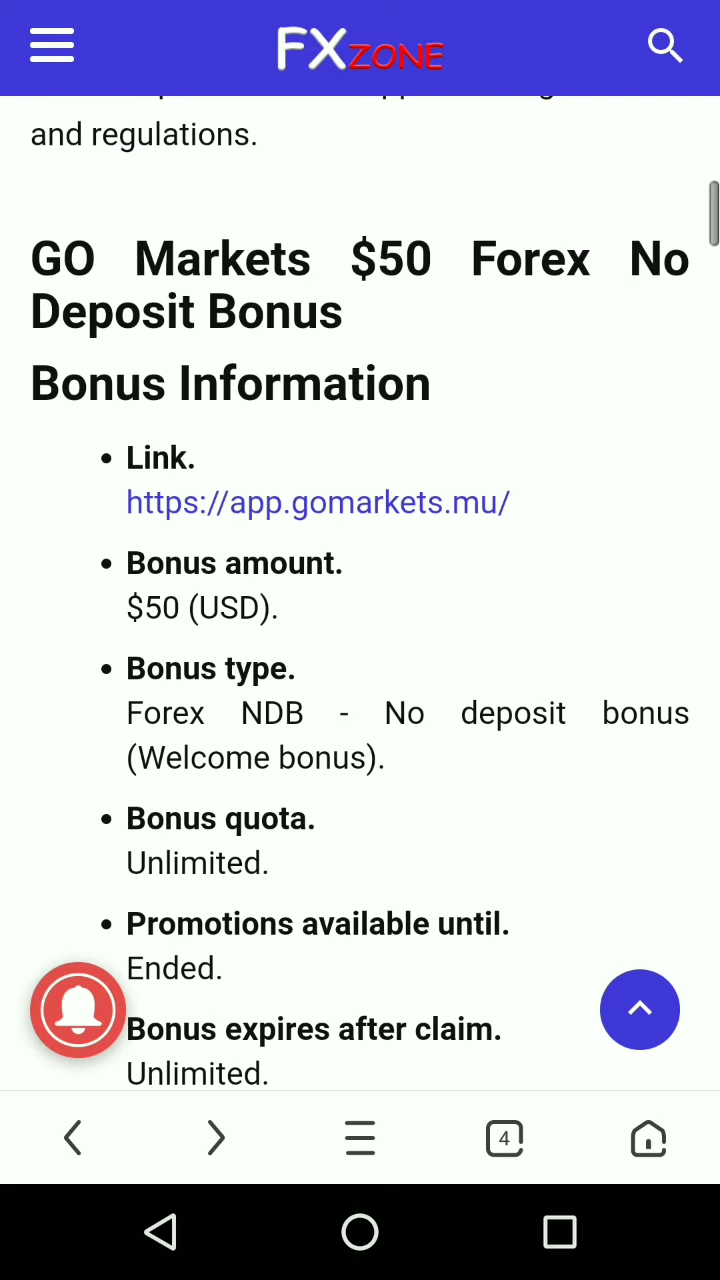 FXZONE
and regulations.
GO Markets $50 Forex No
Deposit Bonus
Bonus Information
• Link.
https://app.gomarkets.mu/
• Bonus amount.
$50 (USD).
• Bonus type.
Forex NDB - No deposit bonus
(Welcome bonus).
• Bonus quota.
Unlimited.
• Promotions available until.
Ended.
Bonus expires after claim.
Unlimited.
4